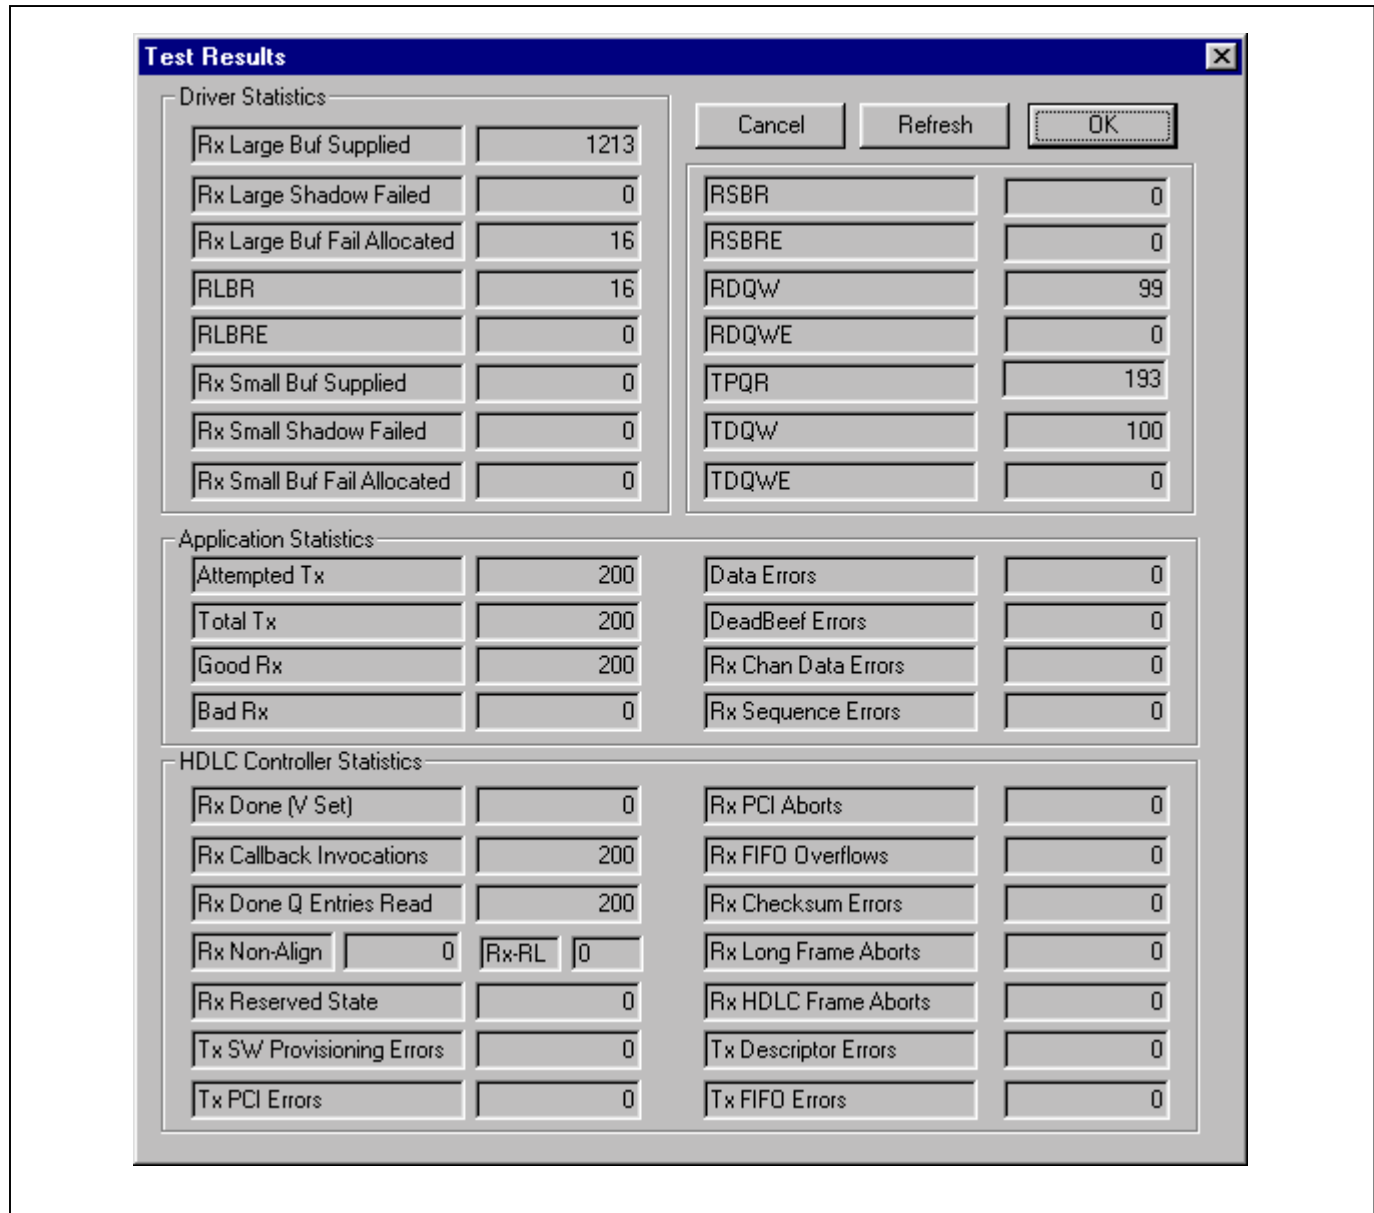 Test Results
Driver Statistics
Cancel Refresh OK
Rx Large Buf Supplied 1213
Rx Large Shadow Failed 0
Rx Large Buf Fail Allocated 16
RLBR 16
RLBRE 0
Rx Small Buf Supplied 0
Rx Small Shadow Failed 0
Rx Small Buf Fail Allocated 0
RSBR 0
RSBRE 0
RDQW 99
RDQWE 0
TPQR 193
TDQW 100
TDQWE 0
Application Statistics
Attempted Tx 200
Total Tx 200
Good Rx 200
Bad Rx 0
Data Errors 0
DeadBeef Errors 0
Rx Chan Data Errors 0
Rx Sequence Errors 0
HDLC Controller Statistics
Rx Done (V Set) 0
Rx Callback Invocations 200
Rx Done Q Entries Read 200
Rx Non-Align 0 Rx-RL 0
Rx Reserved State 0
Tx SW Provisioning Errors 0
Tx PCI Errors 0
Rx PCI Aborts 0
Rx FIFO Overflows 0
Rx Checksum Errors 0
Rx Long Frame Aborts 0
Rx HDLC Frame Aborts 0
Tx Descriptor Errors 0
Tx FIFO Errors 0